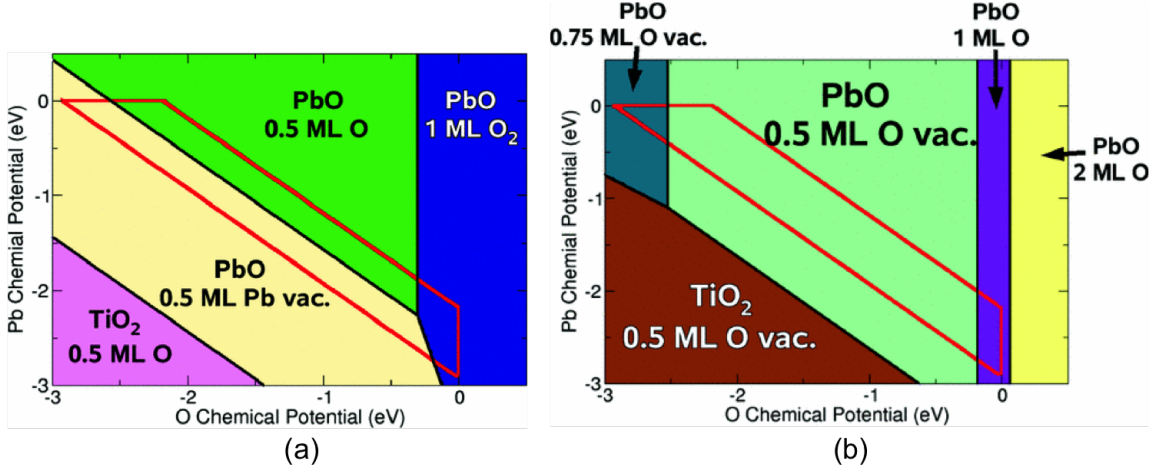 PbO
0.5 ML O
PbO
1 ML O2
PbO
0.5 ML Pb vac.
TiO2
0.5 ML O
0
-1
-2
-3
-3
-2
-1
0
Pb Chemial Potential (eV)
O Chemical Potential (eV)
(a)
PbO
0.75 ML O vac.
PbO
1 ML O
PbO
0.5 ML O vac.
PbO
2 ML O
TiO2
0.5 ML O vac.
0
-1
-2
-3
-3
-2
-1
0
Pb Chemical Potential (eV)
O Chemical Potential (eV)
(b)